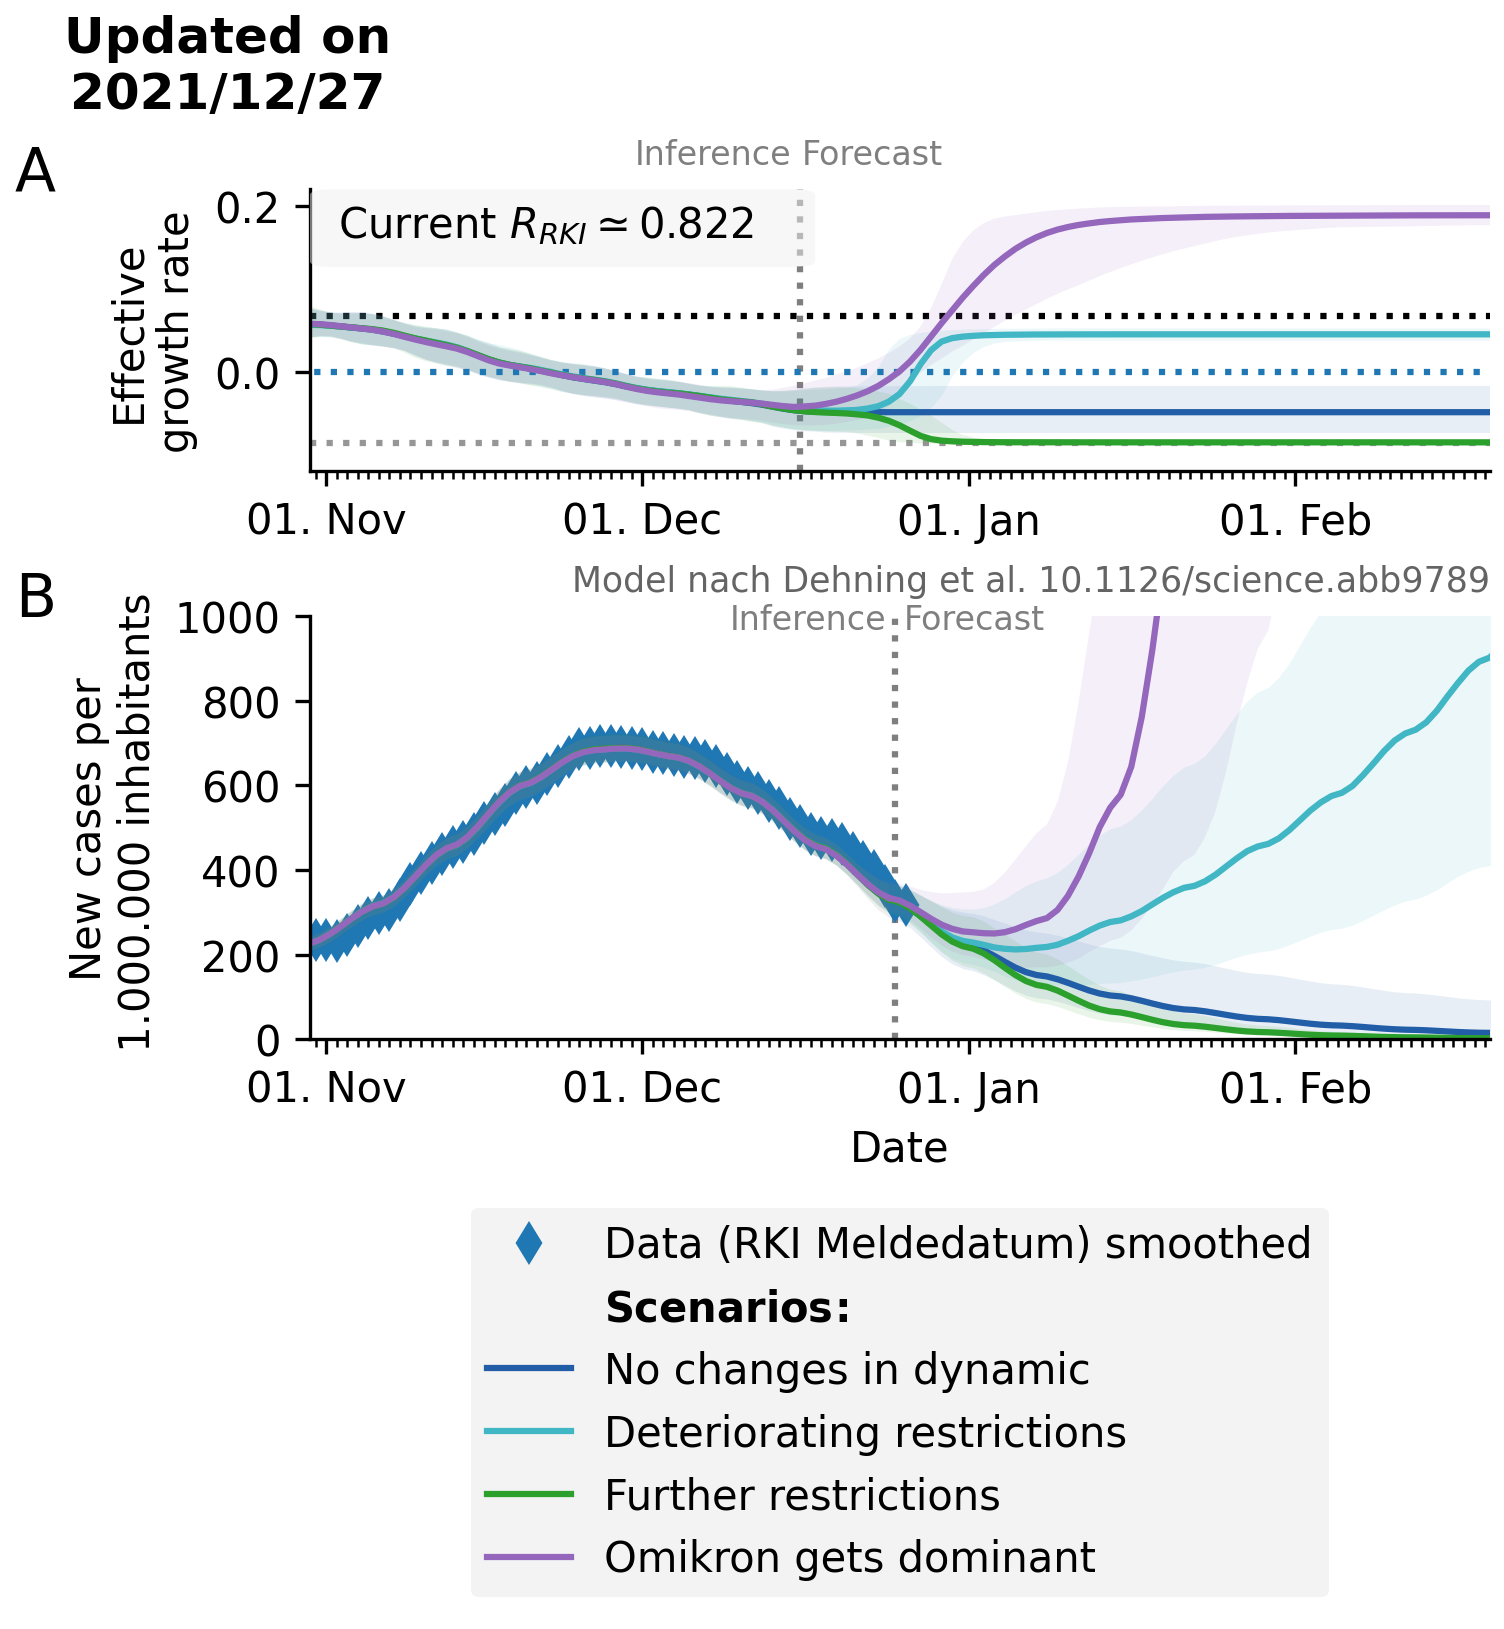 Updated on
2021/12/27
A
Inference Forecast
Current R_RKI ≃ 0.822
Effective
growth rate
0.2
0.0
01. Nov
01. Dec
01. Jan
01. Feb
B
Model nach Dehning et al. 10.1126/science.abb9789
Inference Forecast
New cases per
1.000.000 inhabitants
1000
800
600
400
200
0
01. Nov
01. Dec
01. Jan
01. Feb
Date
Data (RKI Meldedatum) smoothed
Scenarios:
No changes in dynamic
Deteriorating restrictions
Further restrictions
Omikron gets dominant